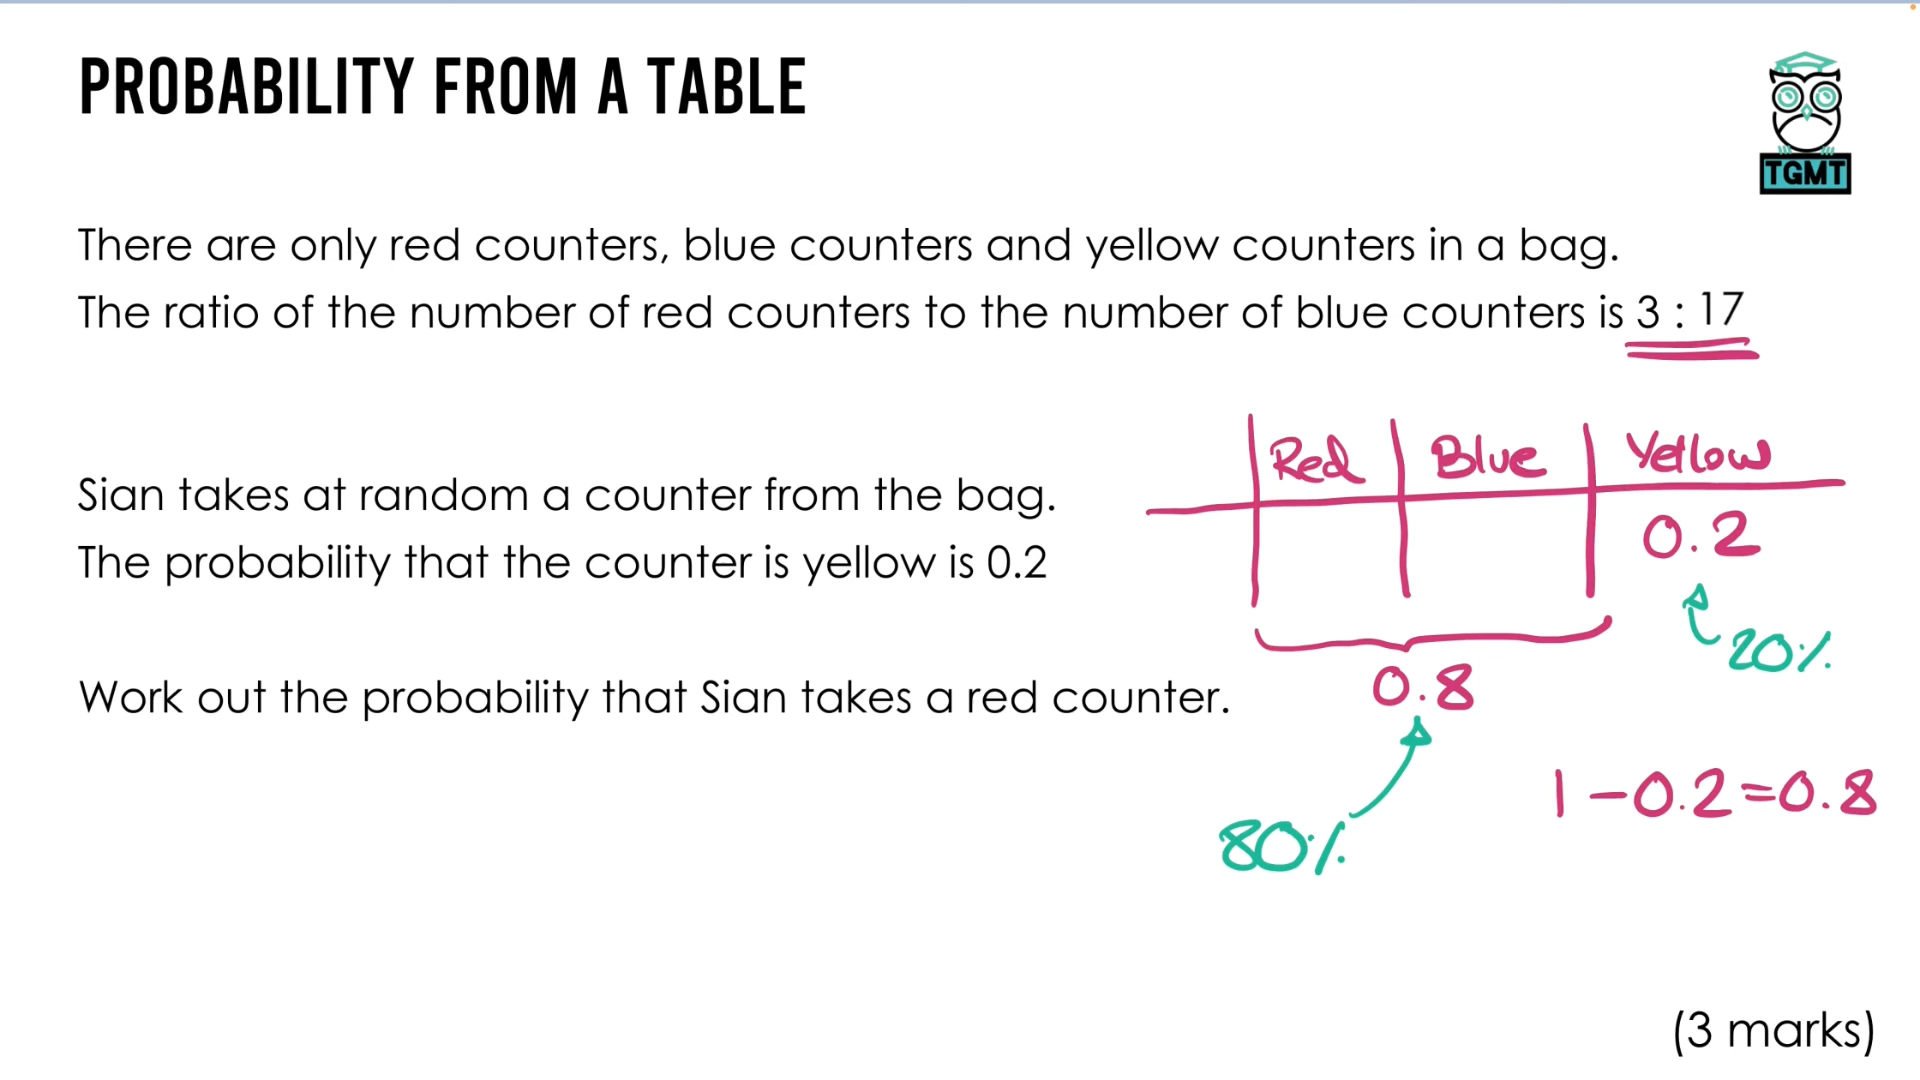 PROBABILITY FROM A TABLE
TGMT
There are only red counters, blue counters and yellow counters in a bag.
The ratio of the number of red counters to the number of blue counters is 3 : 17
Red Blue Yellow
Sian takes at random a counter from the bag.
0.2
The probability that the counter is yellow is 0.2
20%
Work out the probability that Sian takes a red counter.
0.8
1 - 0.2 = 0.8
80%
(3 marks)